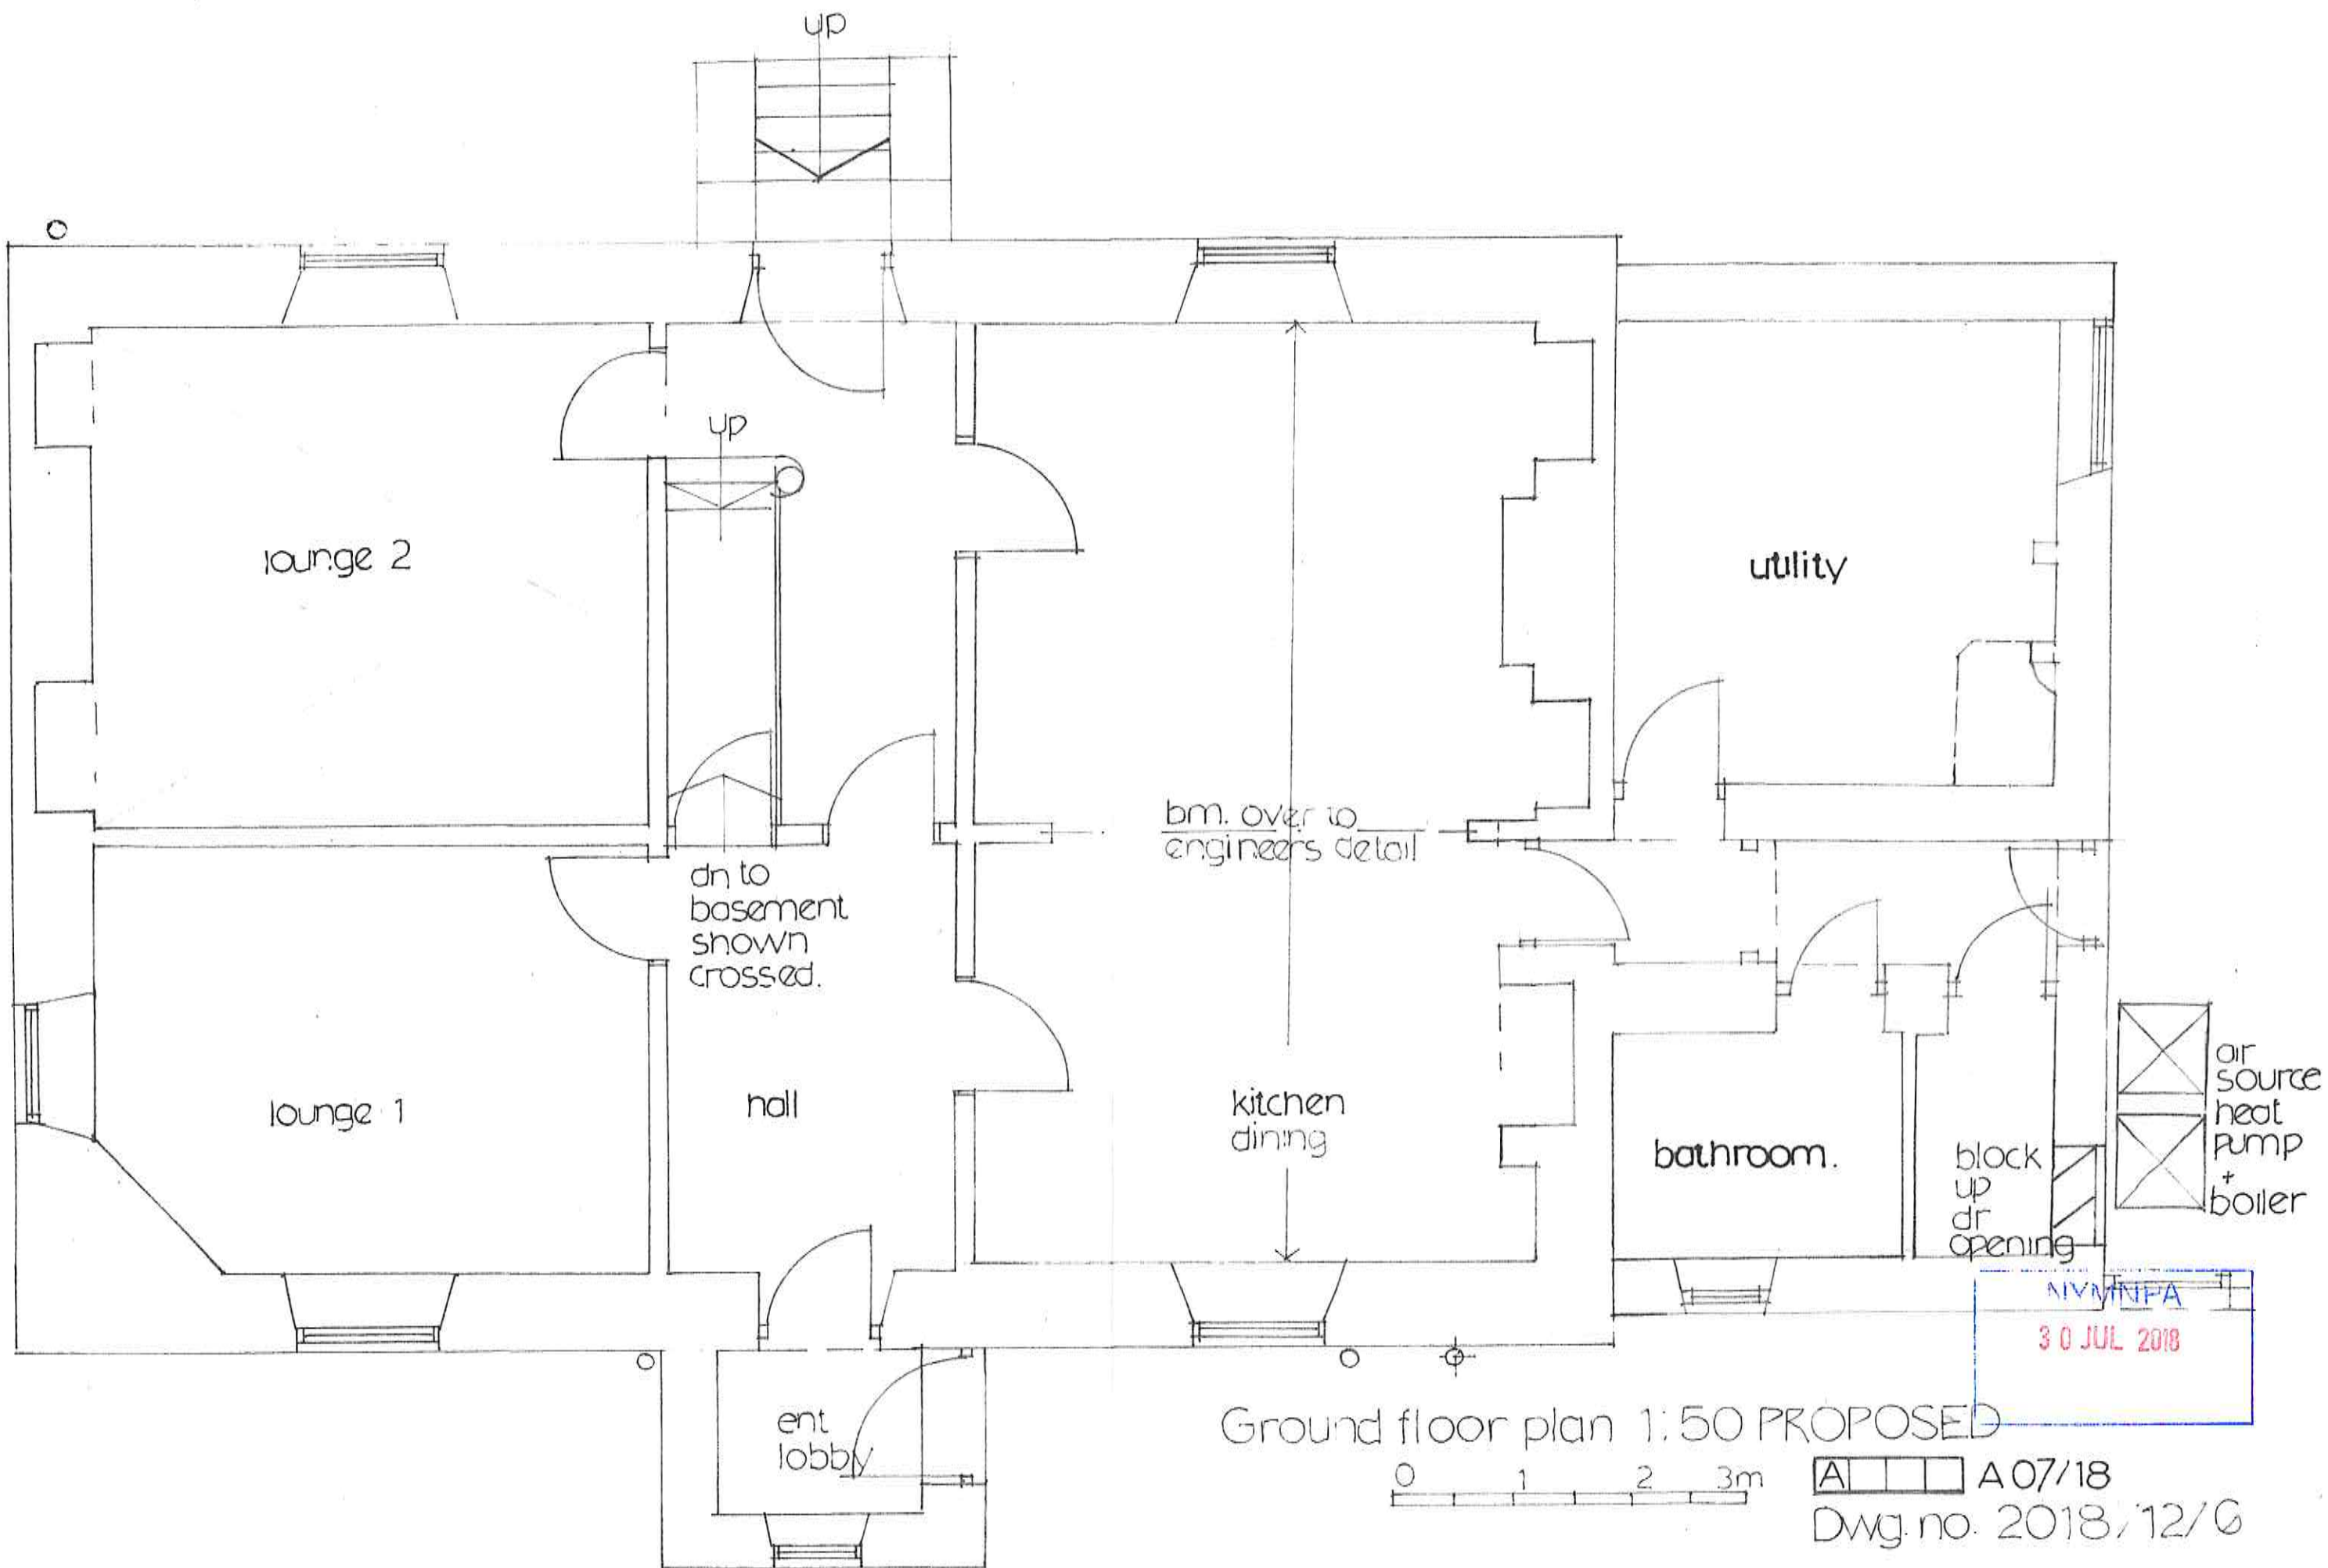 up
up
lounge 2
utility
bm. over to
engineers detail
dn to
basement
shown
crossed.
lounge 1
hall
kitchen
dining
bathroom.
block
up
dr
opening
air
source
heat
pump
+
boiler
NYMNPA
30 JUL 2018
ent
lobby
Ground floor plan 1:50 PROPOSED
0 1 2 3m
A A 07/18
Dwg. no. 2018/12/6